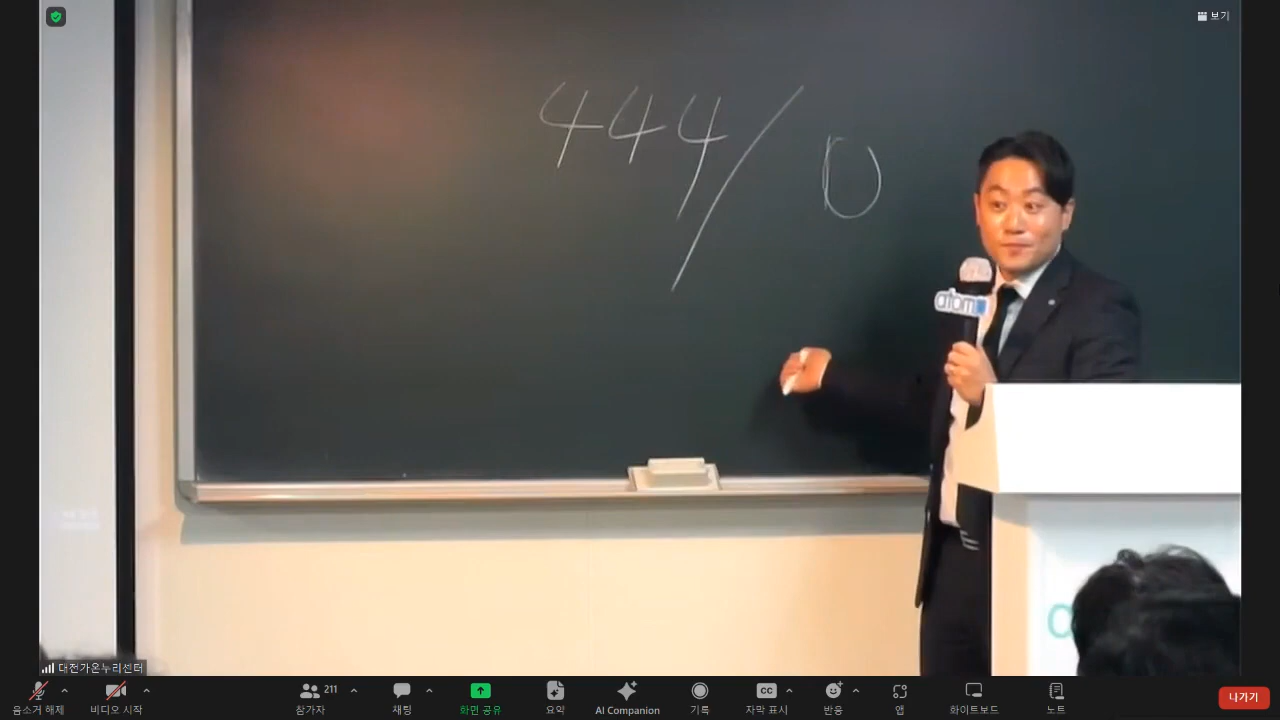 보기
444/ 0
atom
대전가온누리센터
음소거 해제
비디오 시작
211
참가자
채팅
화면 공유
요약
AI Companion
기록
CC
자막 표시
반응
앱
화이트보드
노트
나가기